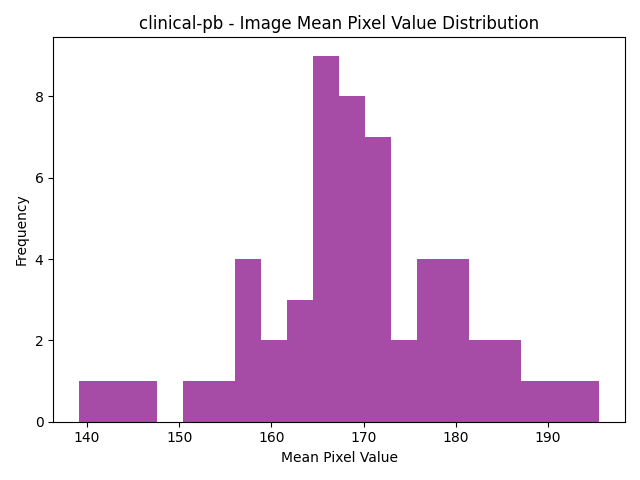 clinical-pb - Image Mean Pixel Value Distribution
8
6
4
2
0
Frequency
140 150 160 170 180 190
Mean Pixel Value